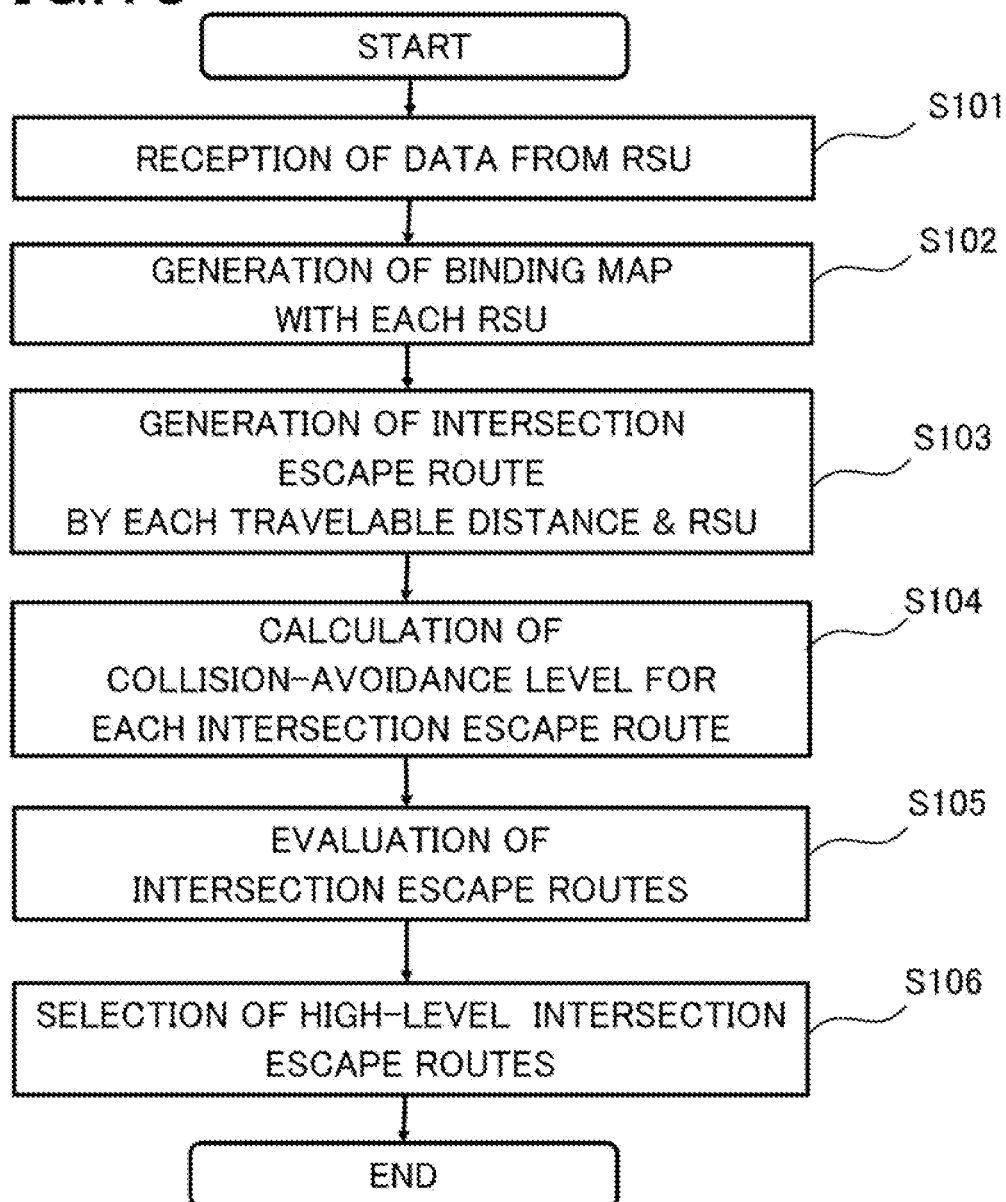 START
RECEPTION OF DATA FROM RSU
S101
GENERATION OF BINDING MAP
WITH EACH RSU
S102
GENERATION OF INTERSECTION
ESCAPE ROUTE
BY EACH TRAVELABLE DISTANCE & RSU
S103
CALCULATION OF
COLLISION-AVOIDANCE LEVEL FOR
EACH INTERSECTION ESCAPE ROUTE
S104
EVALUATION OF
INTERSECTION ESCAPE ROUTES
S105
SELECTION OF HIGH-LEVEL INTERSECTION
ESCAPE ROUTES
S106
END